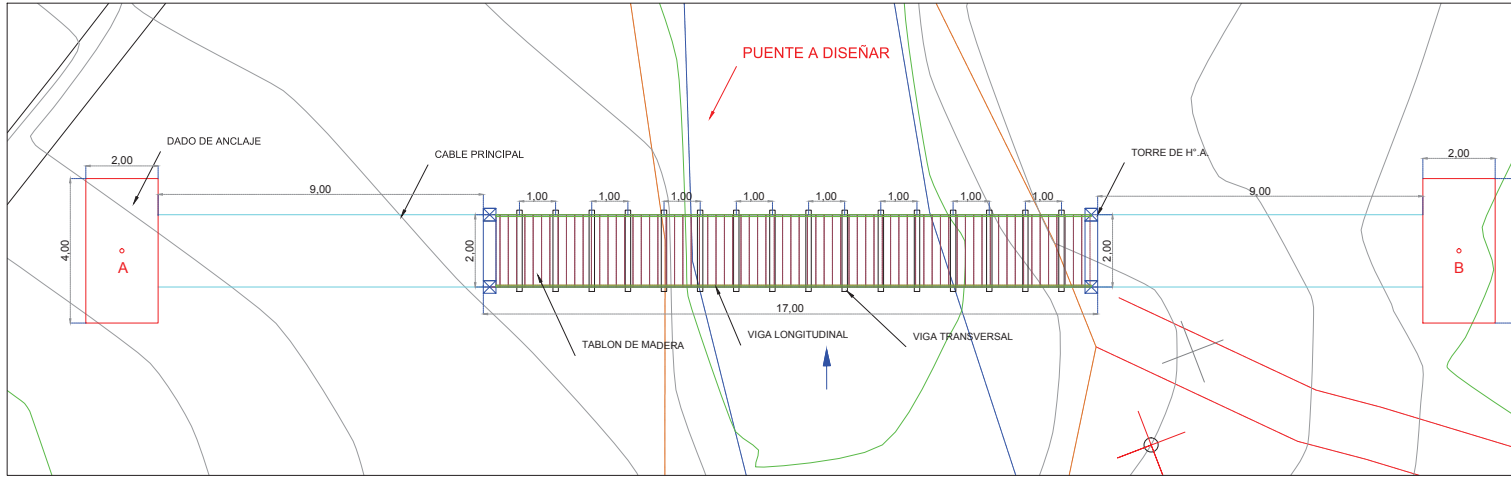 PUENTE A DISEÑAR
DADO DE ANCLAJE
CABLE PRINCIPAL
TORRE DE H°.A.
2,00
2,00
9,00
9,00
1,00
1,00
1,00
1,00
1,00
1,00
1,00
1,00
4,00
A
2,00
2,00
B
17,00
TABLON DE MADERA
VIGA LONGITUDINAL
VIGA TRANSVERSAL